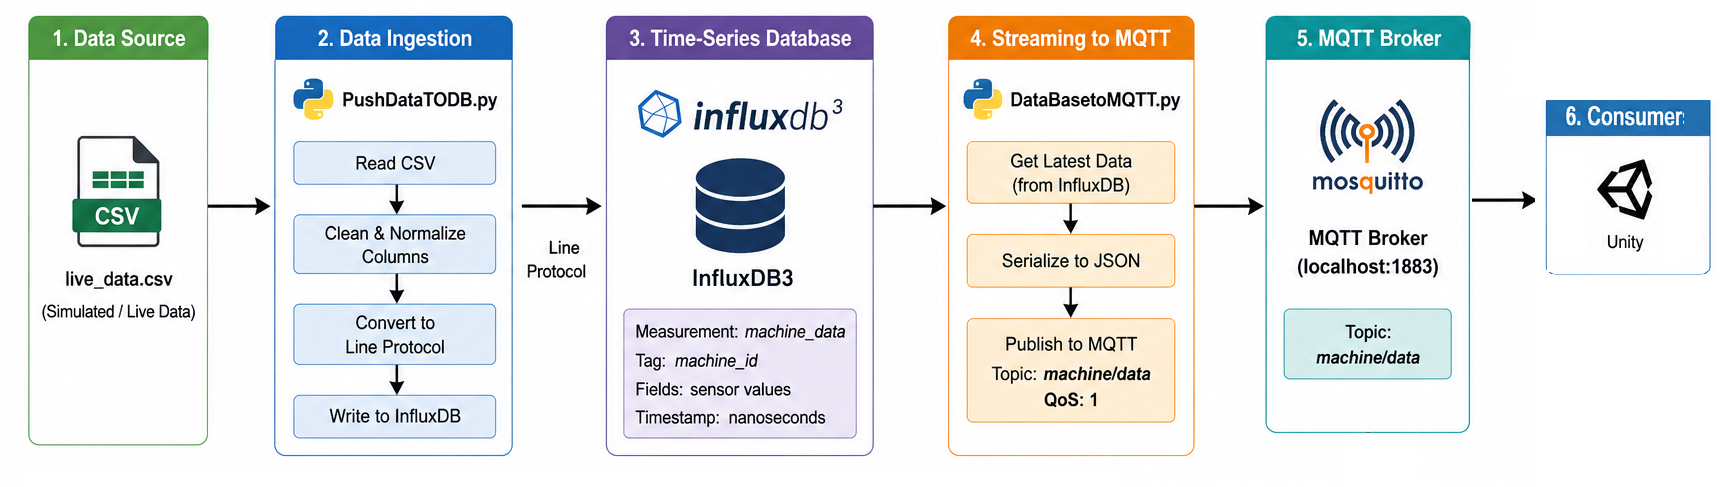 1. Data Source
CSV
live_data.csv
(Simulated / Live Data)
2. Data Ingestion
PushDataTODB.py
Read CSV
Clean & Normalize
Columns
Convert to
Line Protocol
Write to InfluxDB
Line
Protocol
3. Time-Series Database
influxdb3
InfluxDB3
Measurement: machine_data
Tag: machine_id
Fields: sensor values
Timestamp: nanoseconds
4. Streaming to MQTT
DataBasetoMQTT.py
Get Latest Data
(from InfluxDB)
Serialize to JSON
Publish to MQTT
Topic: machine/data
QoS: 1
5. MQTT Broker
mosquitto
MQTT Broker
(localhost:1883)
Topic:
machine/data
6. Consumer
Unity